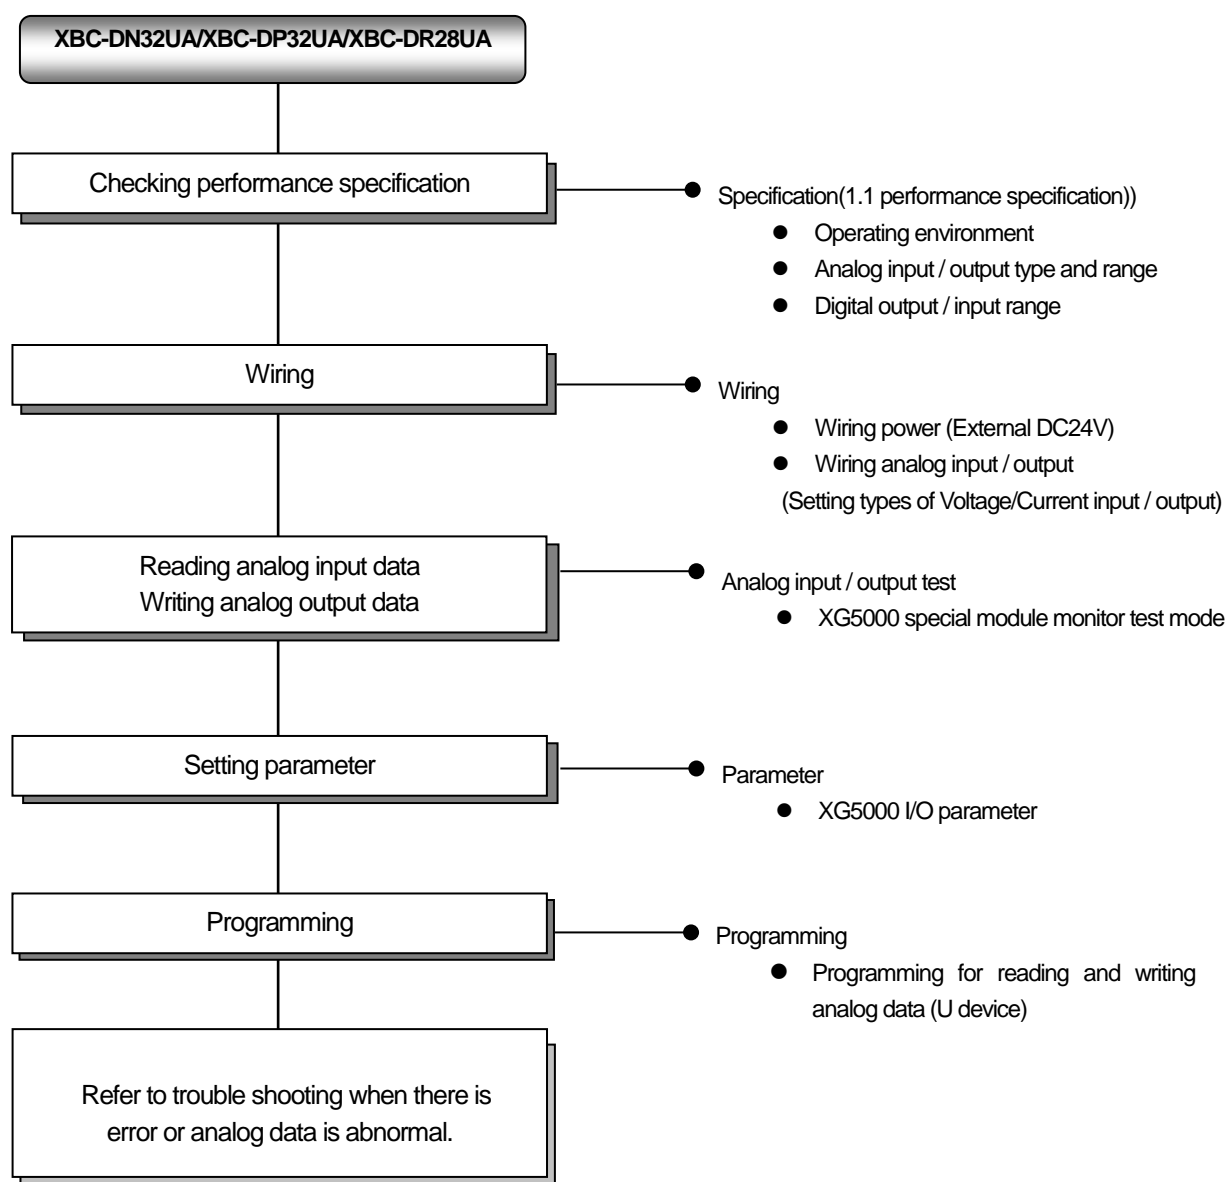 XBC-DN32UA/XBC-DP32UA/XBC-DR28UA
Checking performance specification
Specification(1.1 performance specification))
● Operating environment
● Analog input / output type and range
● Digital output / input range
Wiring
Wiring
● Wiring power (External DC24V)
● Wiring analog input / output
(Setting types of Voltage/Current input / output)
Reading analog input data
Writing analog output data
Analog input / output test
● XG5000 special module monitor test mode
Setting parameter
Parameter
● XG5000 I/O parameter
Programming
Programming
● Programming for reading and writing
analog data (U device)
Refer to trouble shooting when there is
error or analog data is abnormal.